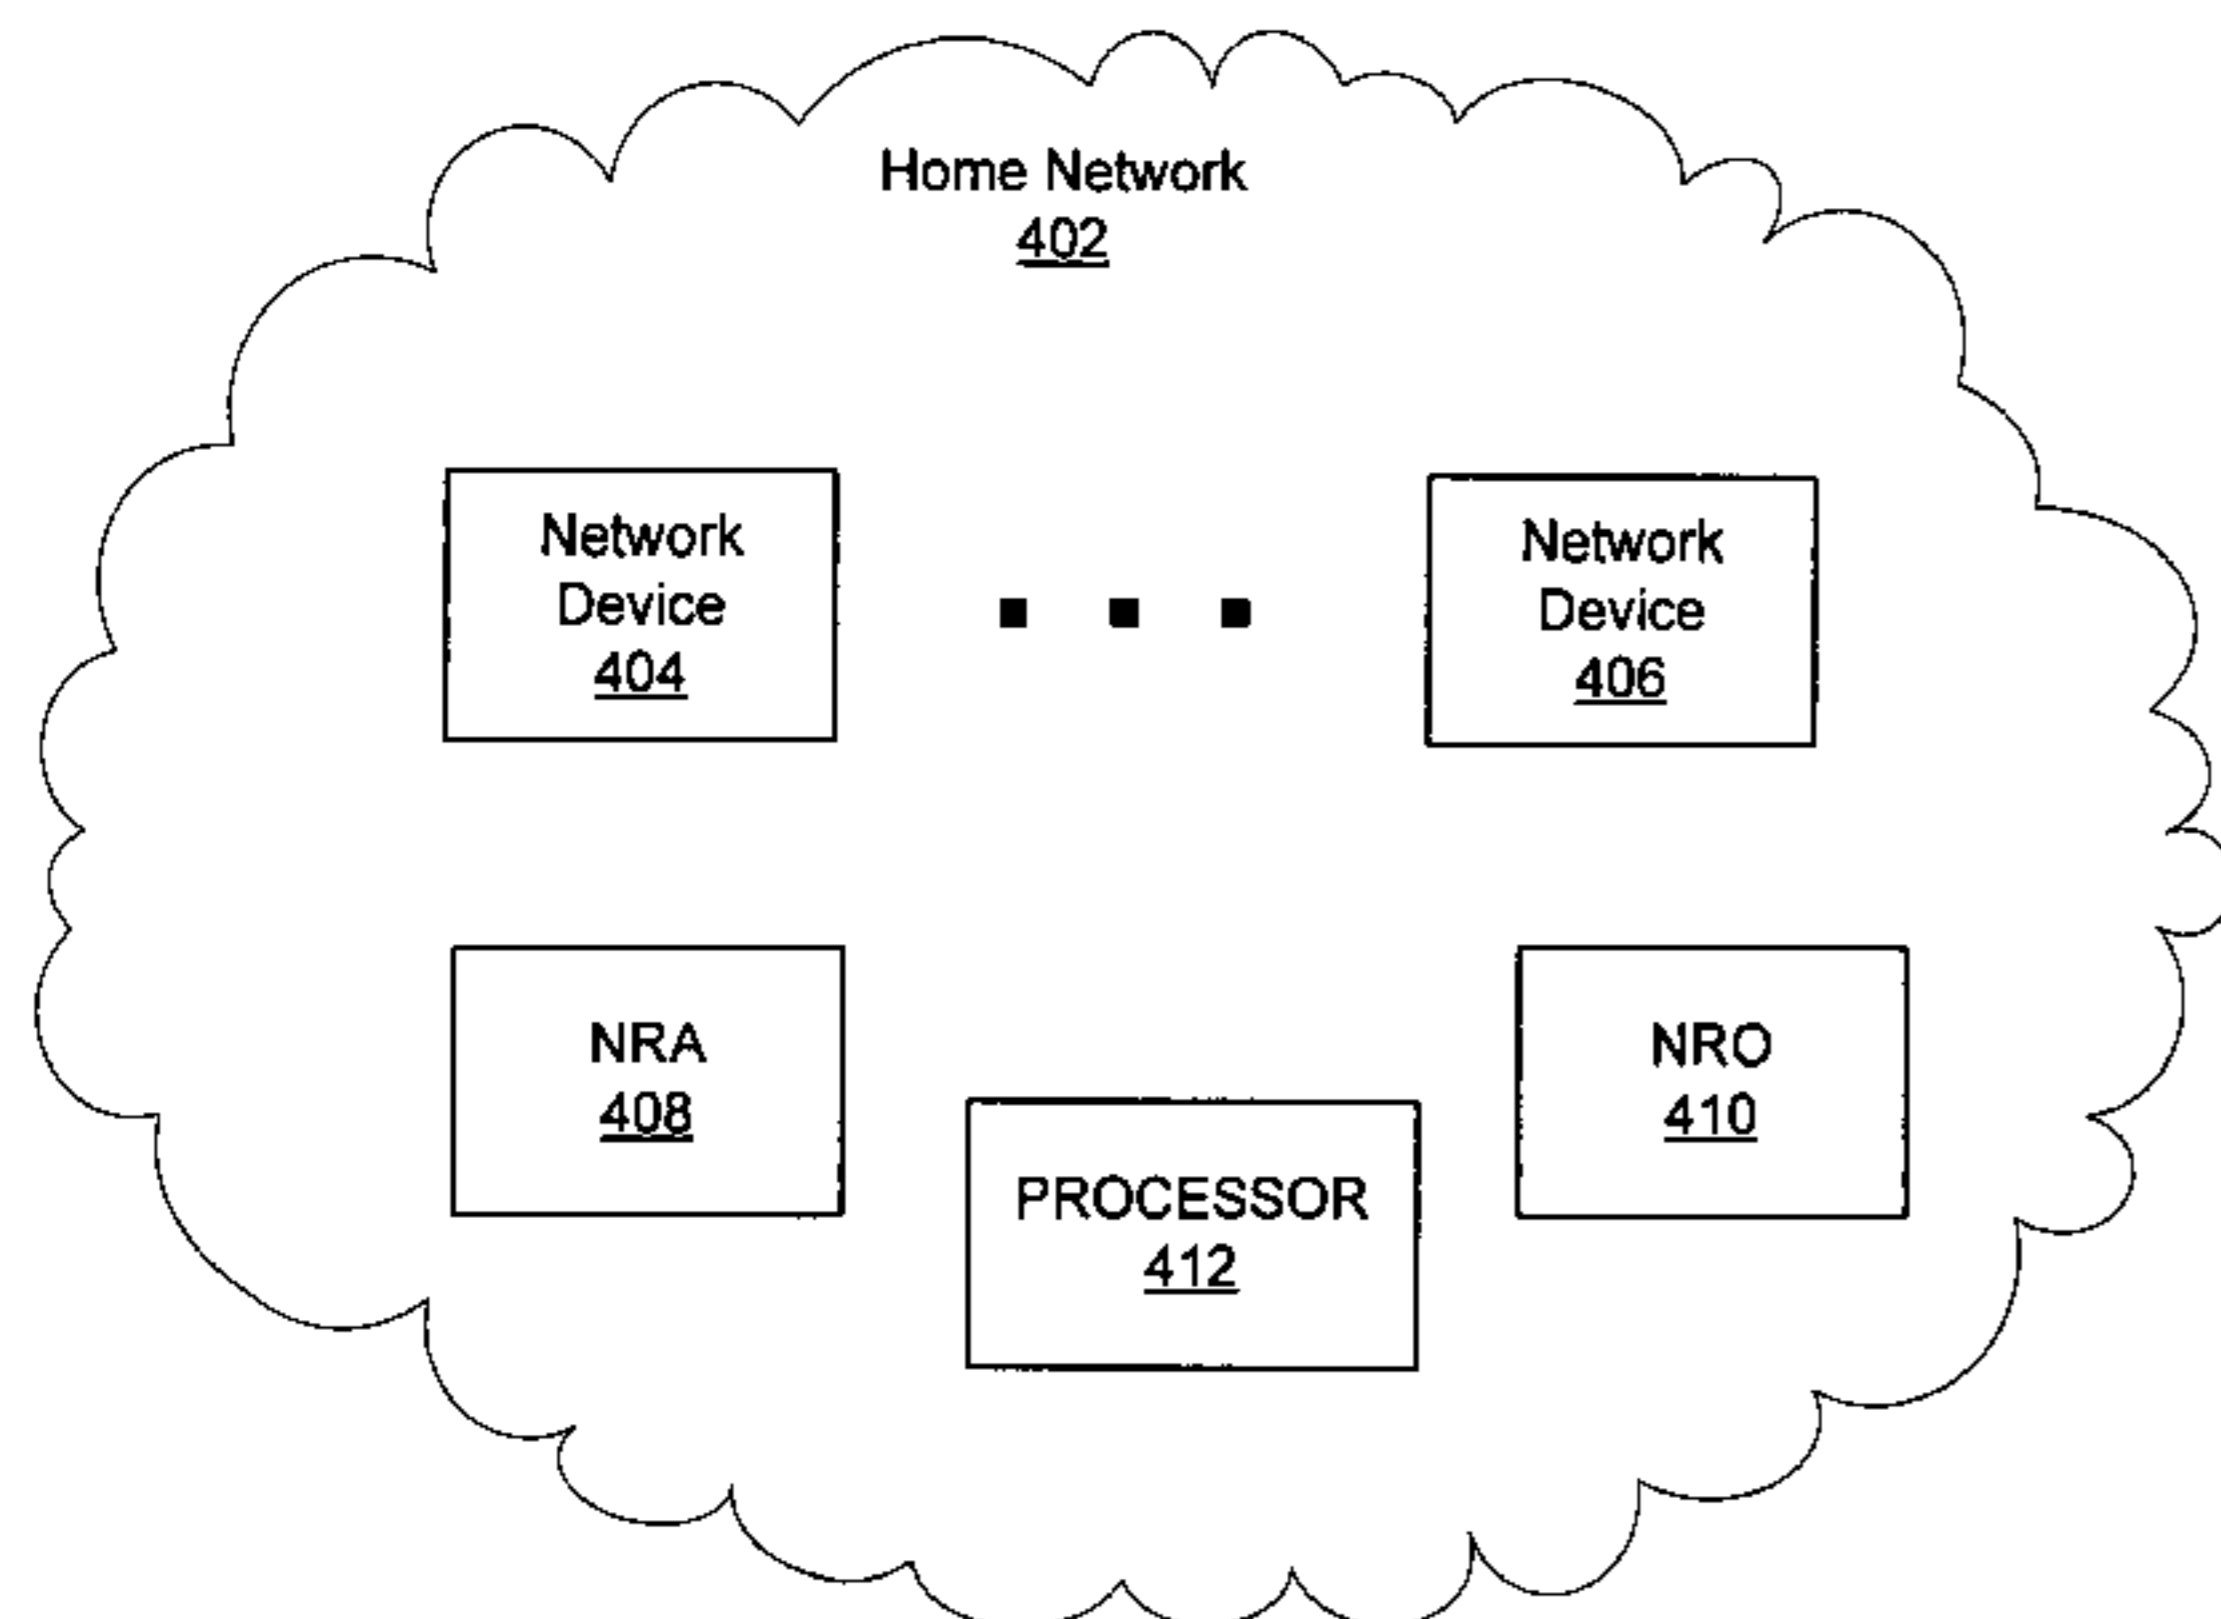 Home Network
402
Network
Device
404
Network
Device
406
NRA
408
NRO
410
PROCESSOR
412